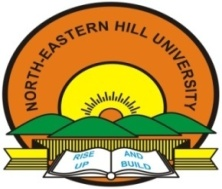 NORTH-EASTERN HILL UNIVERSITY
RISE AND
UP BUILD